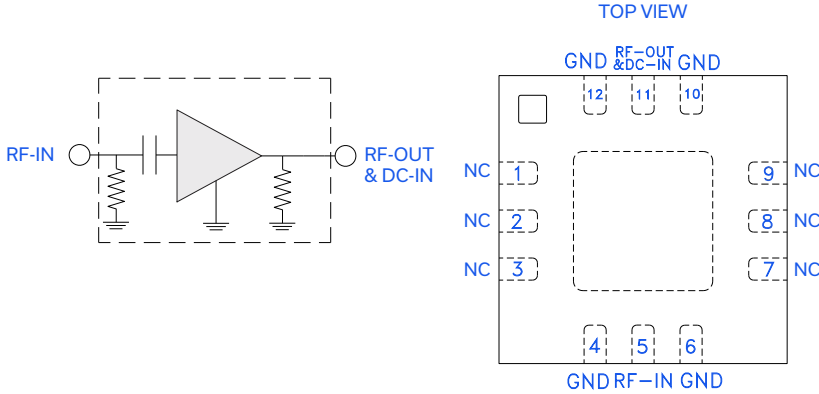 TOP VIEW
RF-IN
RF-OUT
& DC-IN
GND RF-OUT GND
&DC-IN
12 11 10
NC 1 9 NC
NC 2 8 NC
NC 3 7 NC
4 5 6
GND RF-IN GND